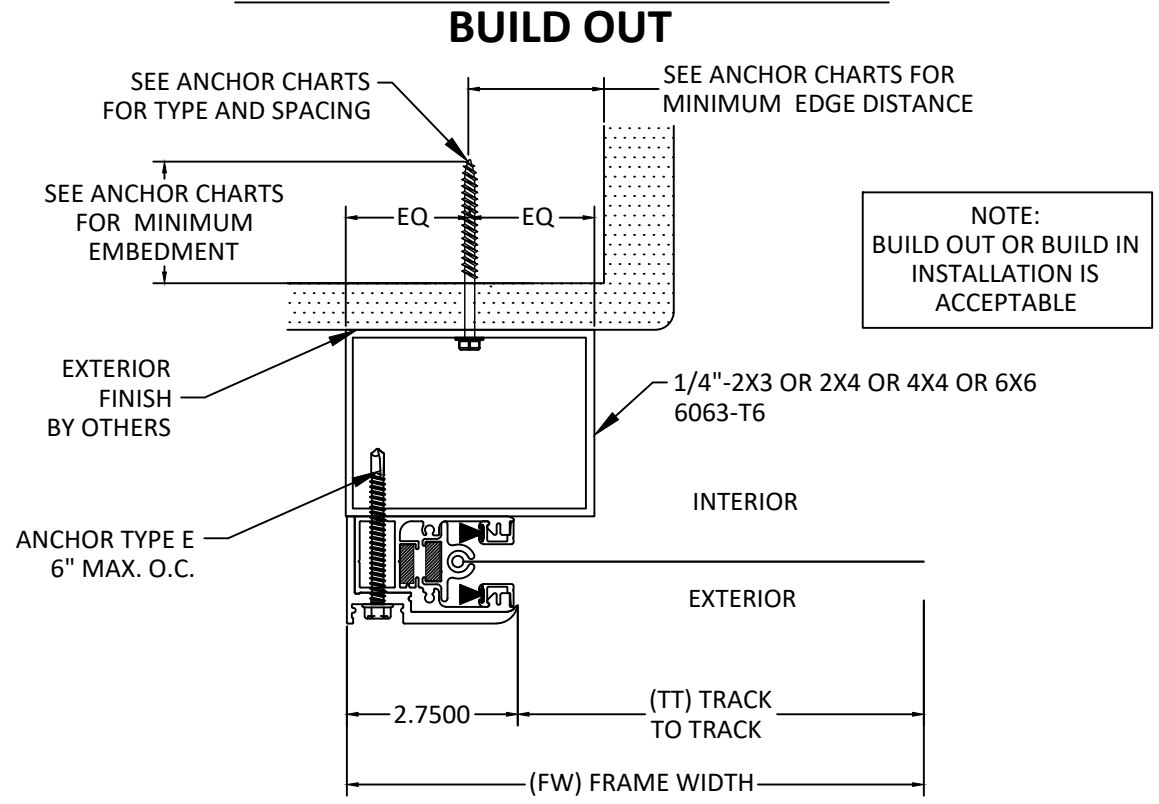 BUILD OUT
SEE ANCHOR CHARTS
FOR TYPE AND SPACING
SEE ANCHOR CHARTS FOR
MINIMUM EDGE DISTANCE
SEE ANCHOR CHARTS
FOR MINIMUM
EMBEDMENT
EQ
EQ
NOTE:
BUILD OUT OR BUILD IN
INSTALLATION IS
ACCEPTABLE
EXTERIOR
FINISH
BY OTHERS
1/4"-2X3 OR 2X4 OR 4X4 OR 6X6
6063-T6
INTERIOR
ANCHOR TYPE E
6" MAX. O.C.
EXTERIOR
2.7500
(TT) TRACK
TO TRACK
(FW) FRAME WIDTH